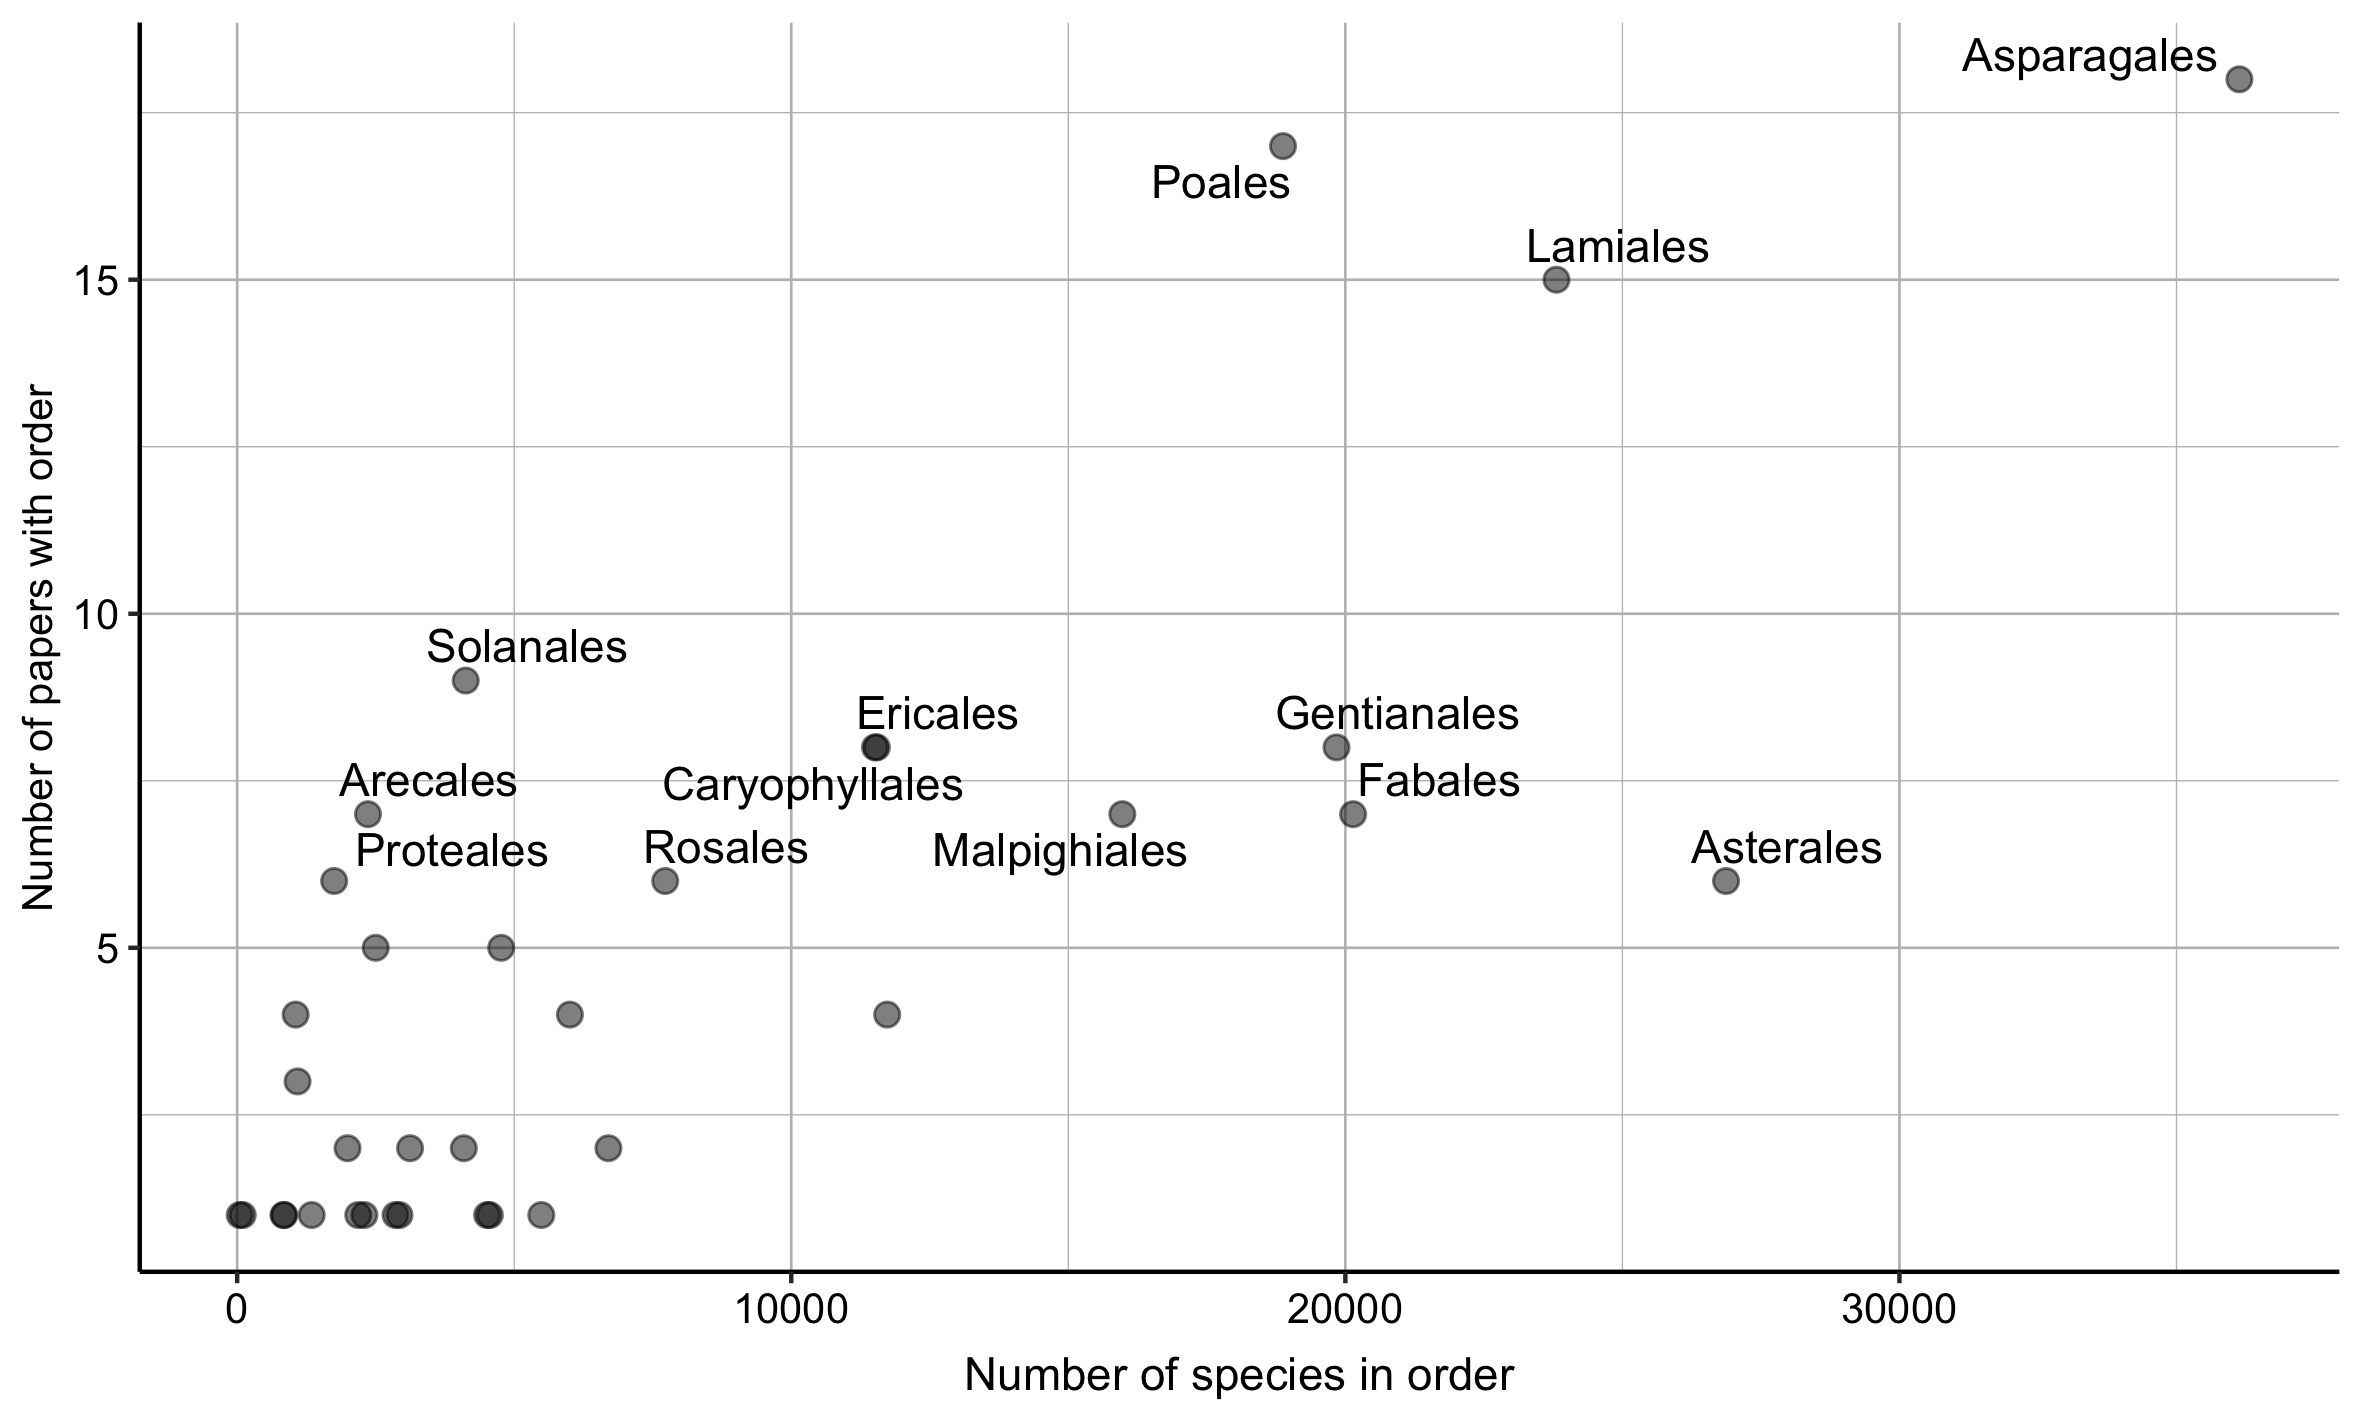 Asparagales
Poales
Lamiales
15
10
Solanales
Ericales
Gentianales
Arecales
Caryophyllales
Fabales
Proteales
Rosales
Malpighiales
Asterales
5
Number of papers with order
0
10000
20000
30000
Number of species in order